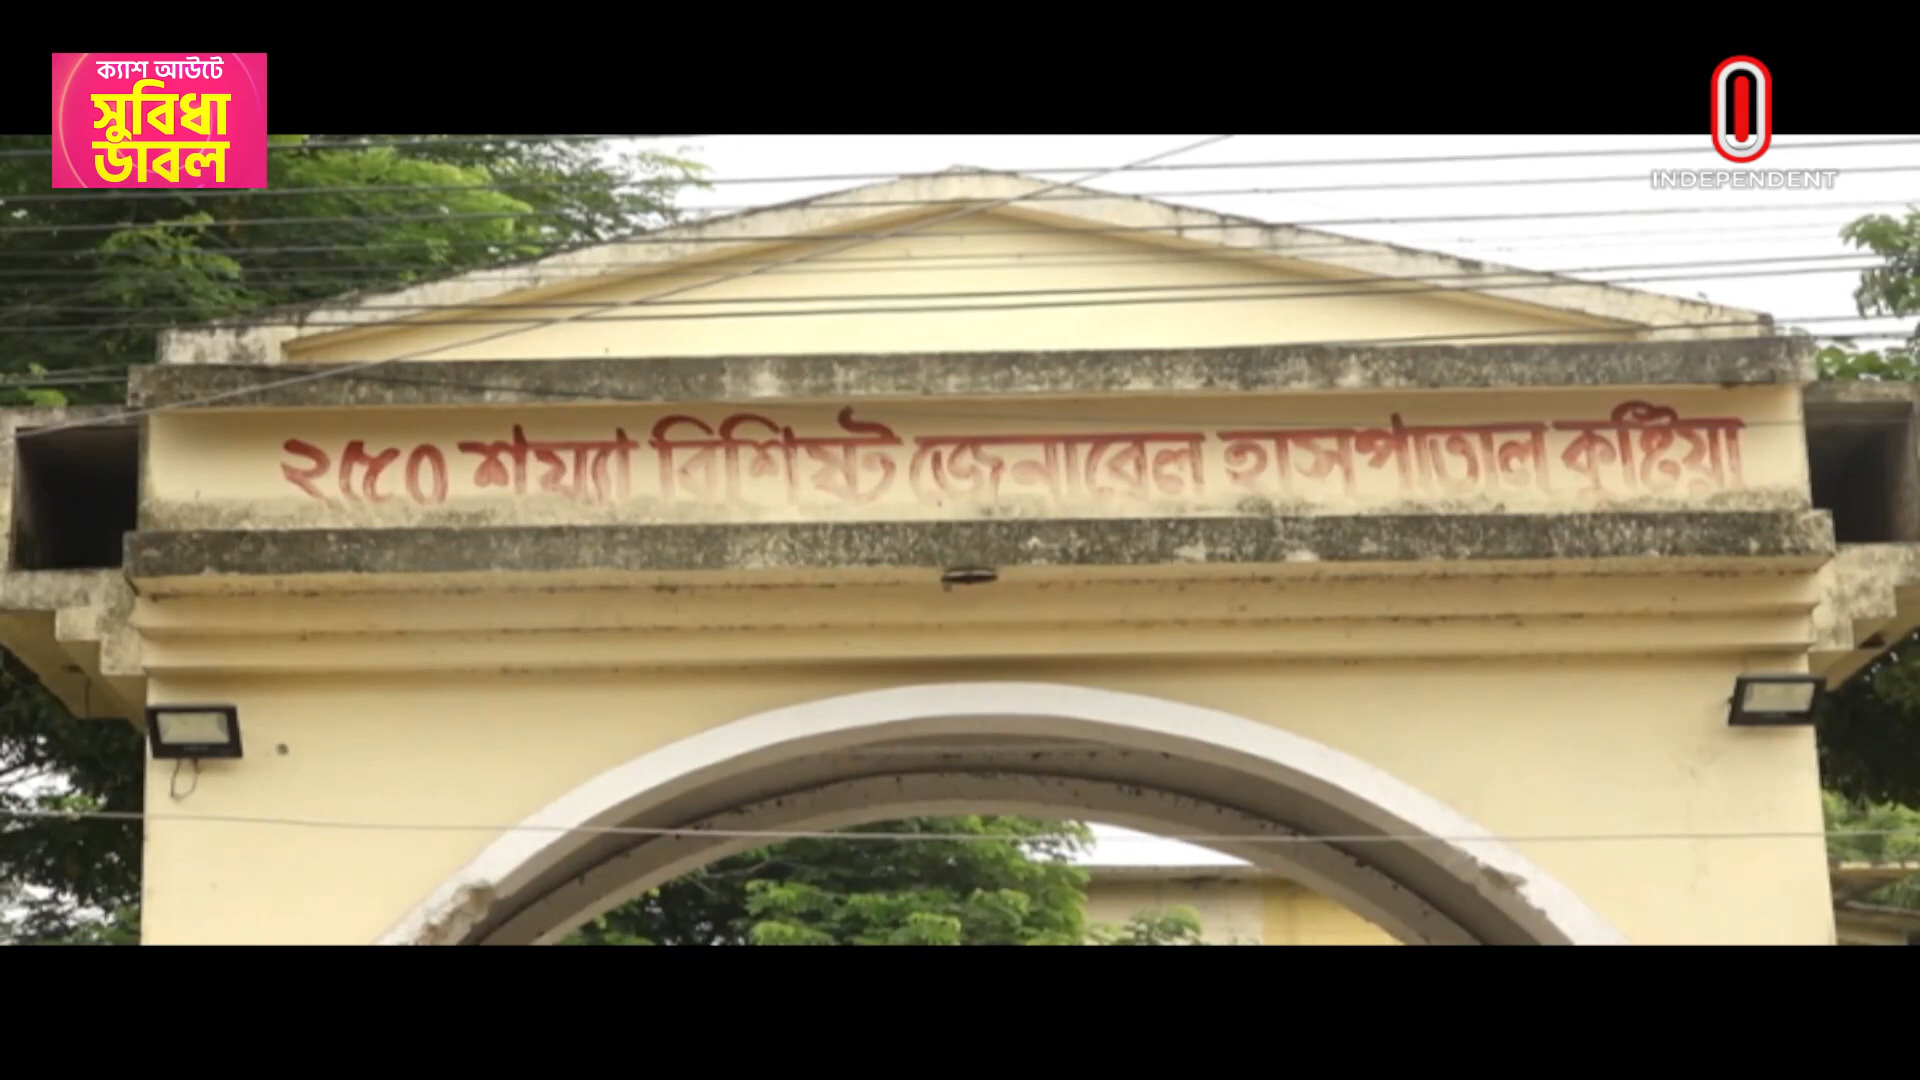 ক্যাশ আউটে
সুবিধা
ডাবল
INDEPENDENT
২৫০ শয্যা বিশিষ্ট জেনারেল হাসপাতাল কুষ্টিয়া